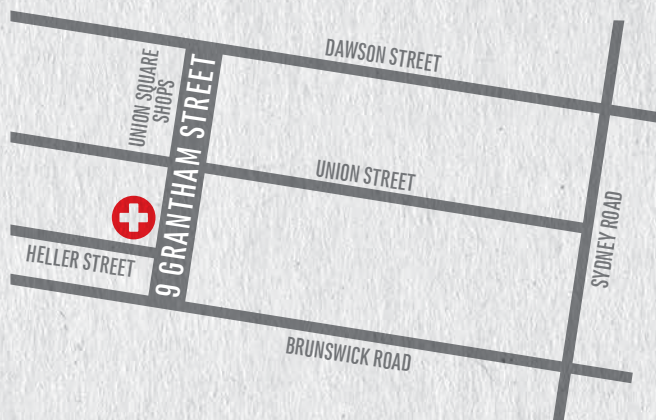 DAWSON STREET
UNION SQUARE
SHOPS
9 GRANTHAM STREET
UNION STREET
SYDNEY ROAD
HELLER STREET
BRUNSWICK ROAD